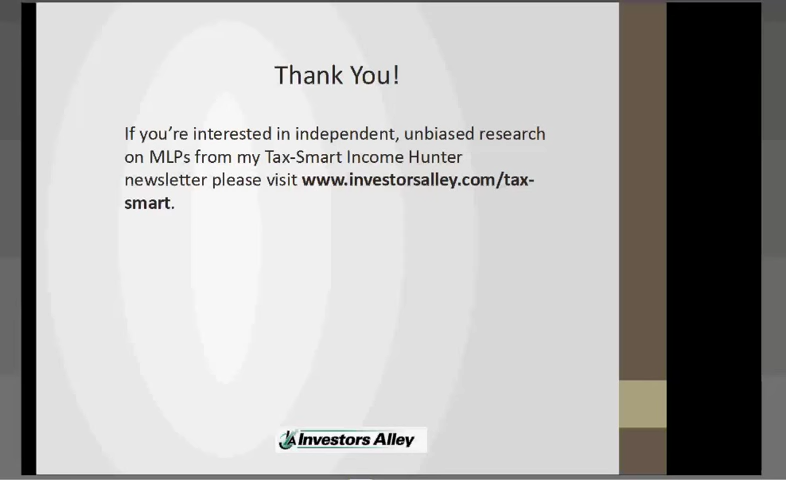 Thank You!
If you’re interested in independent, unbiased research
on MLPs from my Tax-Smart Income Hunter
newsletter please visit www.investorsalley.com/tax-
smart.
Investors Alley